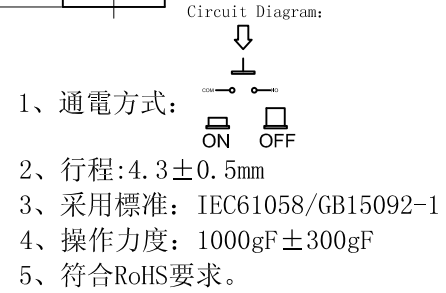 Circuit Diagram:
COM NO
1、通電方式：
ON OFF
2、行程:4.3±0.5mm
3、采用標准：IEC61058/GB15092-1
4、操作力度：1000gF±300gF
5、符合RoHS要求。